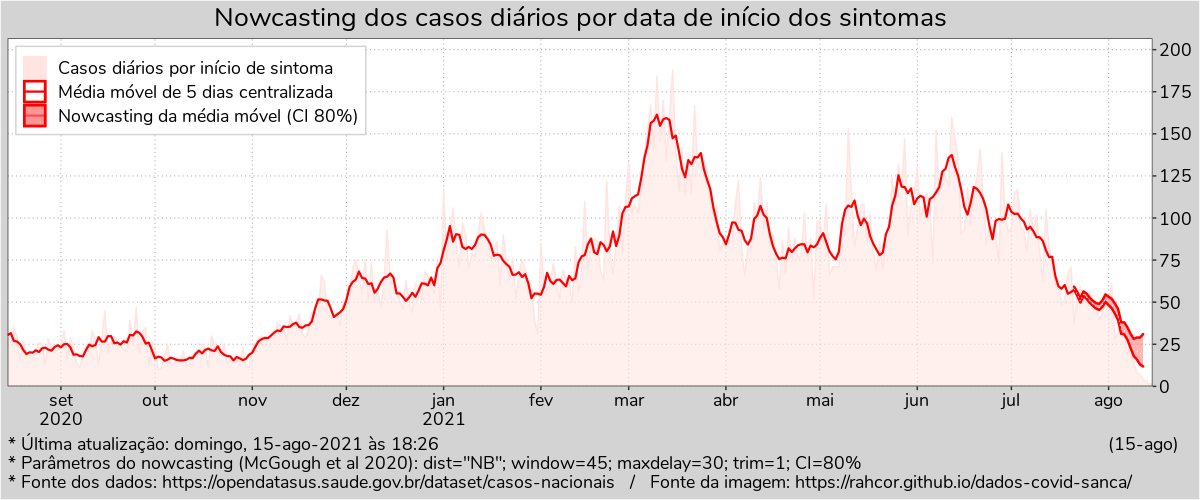 Nowcasting dos casos diários por data de início dos sintomas
Casos diários por início de sintoma
Média móvel de 5 dias centralizada
Nowcasting da média móvel (CI 80%)
200
175
150
125
100
75
50
25
0
set out nov dez jan fev mar abr mai jun jul ago
2020 2021
* Última atualização: domingo, 15-ago-2021 às 18:26 (15-ago)
* Parâmetros do nowcasting (McGough et al 2020): dist="NB"; window=45; maxdelay=30; trim=1; CI=80%
* Fonte dos dados: https://opendatasus.saude.gov.br/dataset/casos-nacionais / Fonte da imagem: https://rahcor.github.io/dados-covid-sanca/